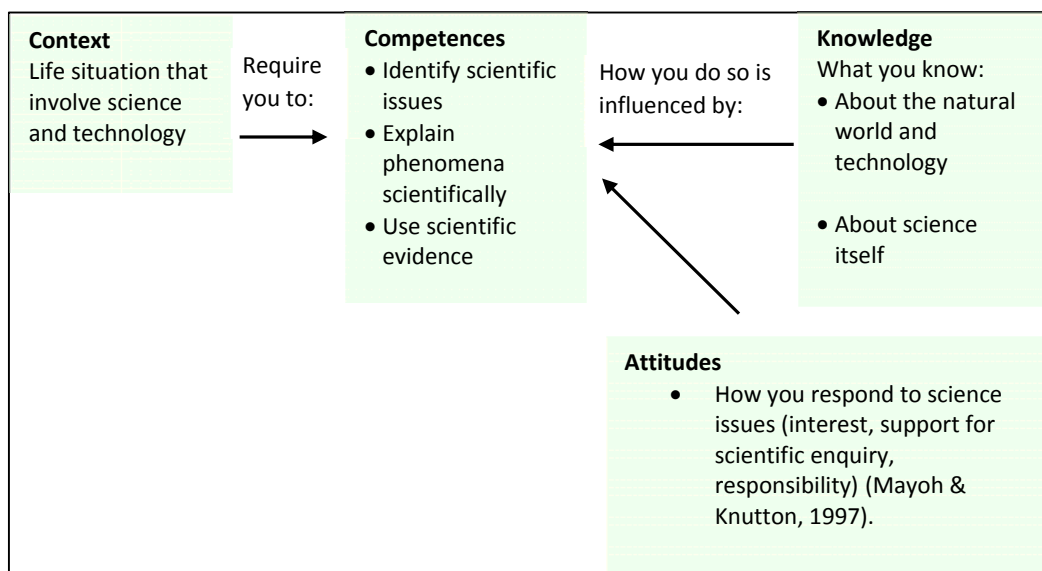 Context
Life situation that
involve science
and technology
Require
you to:
Competences
• Identify scientific
issues
• Explain
phenomena
scientifically
• Use scientific
evidence
How you do so is
influenced by:
Knowledge
What you know:
• About the natural
world and
technology
• About science
itself
Attitudes
• How you respond to science
issues (interest, support for
scientific enquiry,
responsibility) (Mayoh &
Knutton, 1997).